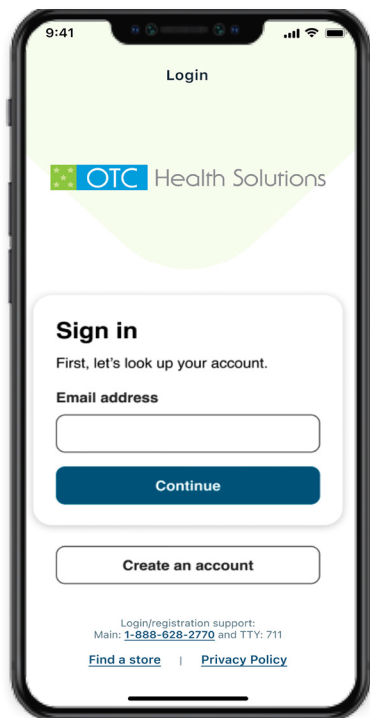 9:41
Login
OTC Health Solutions
Sign in
First, let's look up your account.
Email address
Continue
Create an account
Login/registration support:
Main: 1-888-628-2770 and TTY: 711
Find a store | Privacy Policy